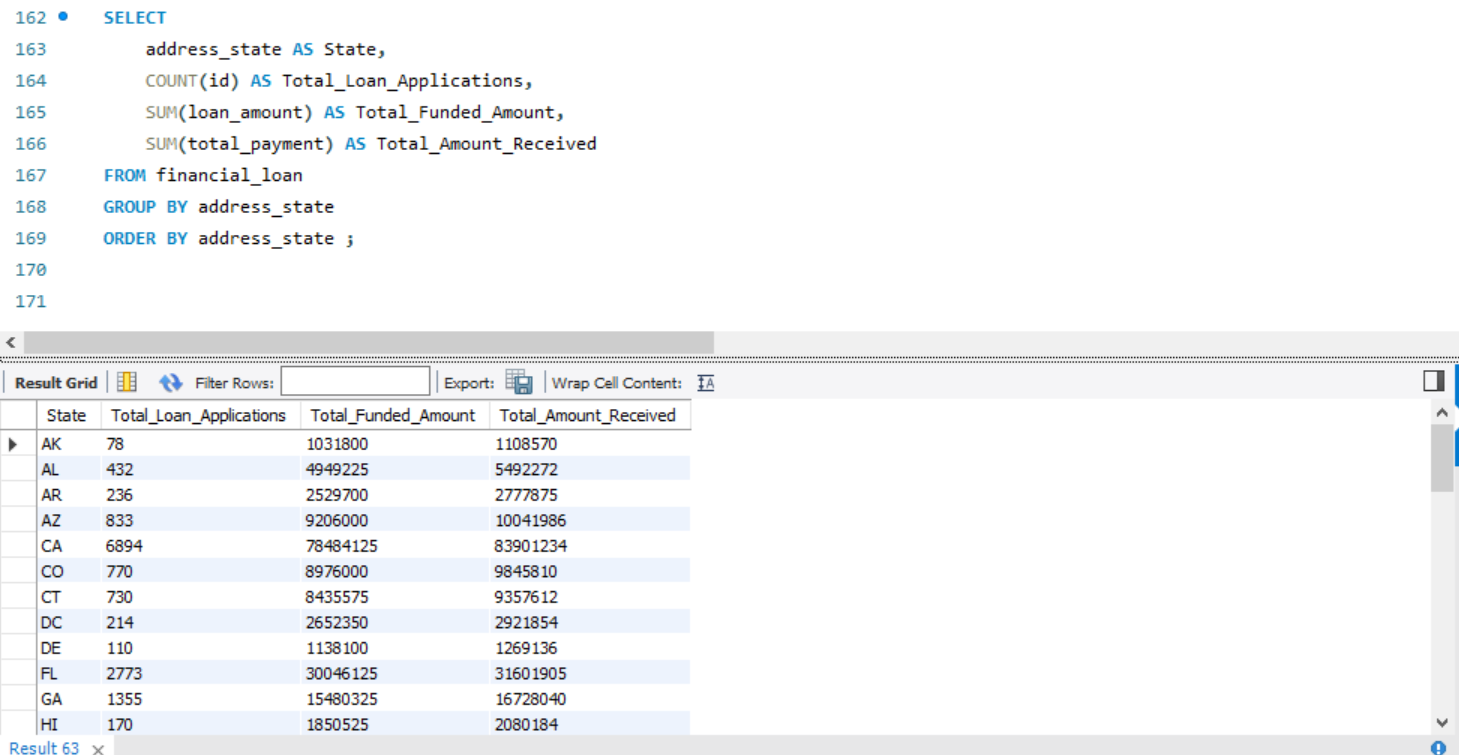 162 SELECT
163 address_state AS State,
164 COUNT(id) AS Total_Loan_Applications,
165 SUM(loan_amount) AS Total_Funded_Amount,
166 SUM(total_payment) AS Total_Amount_Received
167 FROM financial_loan
168 GROUP BY address_state
169 ORDER BY address_state ;
170
171
Result Grid Filter Rows: Export: Wrap Cell Content: IA
State Total_Loan_Applications Total_Funded_Amount Total_Amount_Received
AK 78 1031800 1108570
AL 432 4949225 5492272
AR 236 2529700 2777875
AZ 833 9206000 10041986
CA 6894 78484125 83901234
CO 770 8976000 9845810
CT 730 8435575 9357612
DC 214 2652350 2921854
DE 110 1138100 1269136
FL 2773 30046125 31601905
GA 1355 15480325 16728040
HI 170 1850525 2080184
Result 63 ×